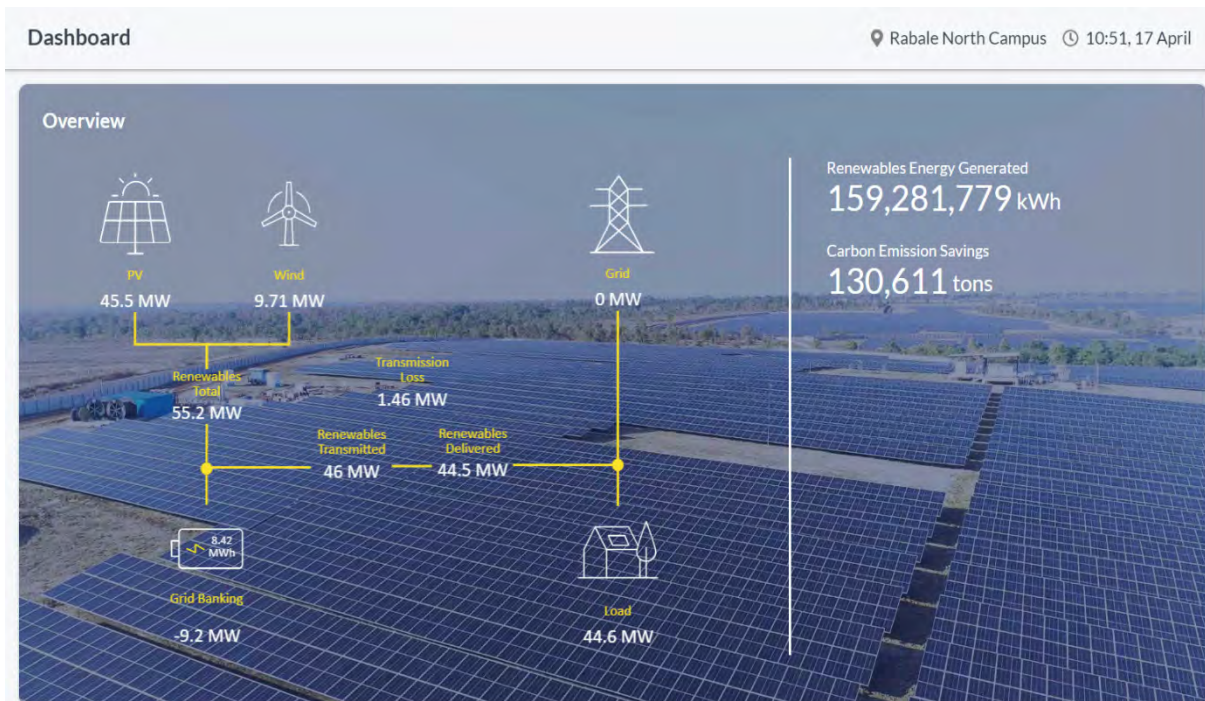 Dashboard
Rabale North Campus
10:51, 17 April
Overview
PV
45.5 MW
Wind
9.71 MW
Grid
0 MW
Renewables
Total
55.2 MW
Transmission
Loss
1.46 MW
Renewables
Transmitted
46 MW
Renewables
Delivered
44.5 MW
8.42
MWh
Grid Banking
-9.2 MW
Load
44.6 MW
Renewables Energy Generated
159,281,779 kWh
Carbon Emission Savings
130,611 tons